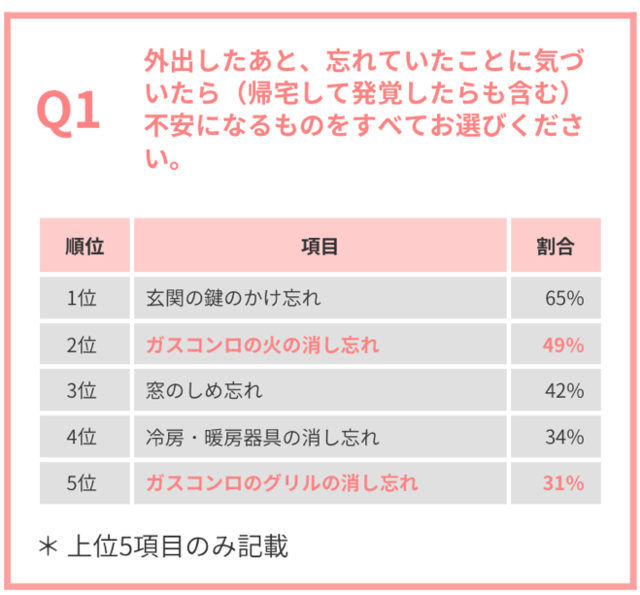 Q1
外出したあと、忘れていたことに気づ
いたら（帰宅して発覚したらも含む）
不安になるものをすべてお選びくださ
い。
順位 項目 割合
1位 玄関の鍵のかけ忘れ 65%
2位 ガスコンロの火の消し忘れ 49%
3位 窓のしめ忘れ 42%
4位 冷房・暖房器具の消し忘れ 34%
5位 ガスコンロのグリルの消し忘れ 31%
＊ 上位5項目のみ記載